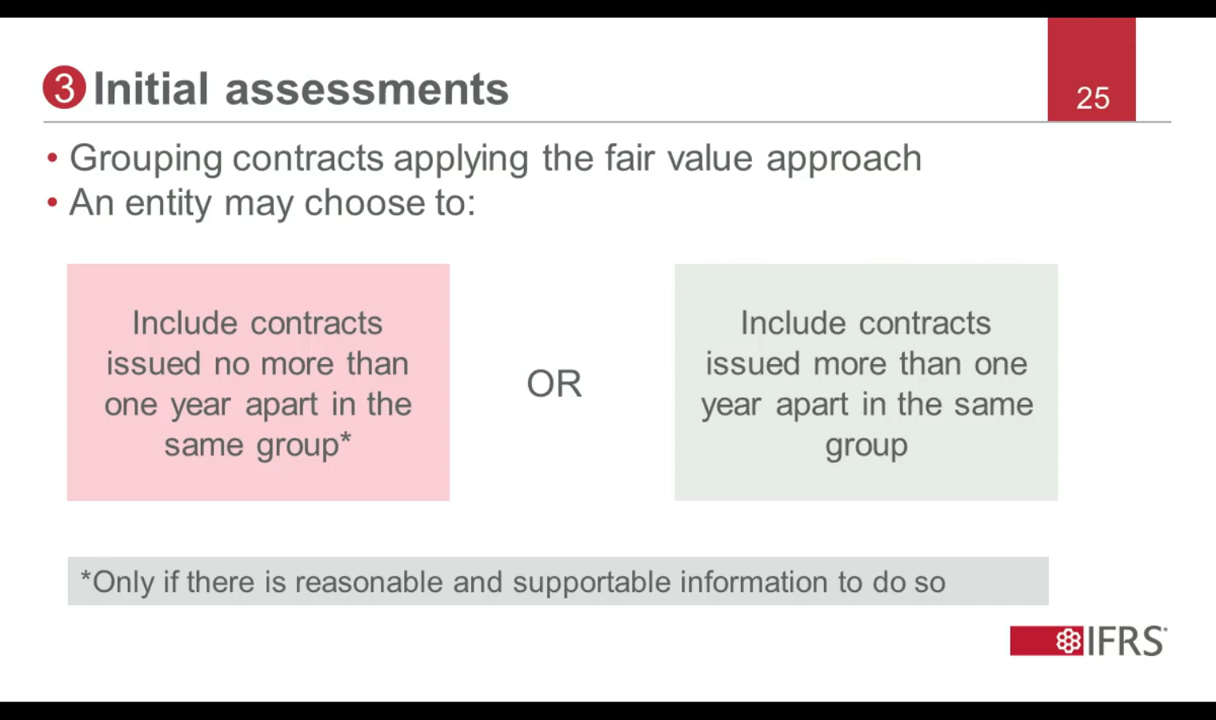 3 Initial assessments
25
• Grouping contracts applying the fair value approach
• An entity may choose to:
Include contracts
issued no more than
one year apart in the
same group*
OR
Include contracts
issued more than one
year apart in the same
group
*Only if there is reasonable and supportable information to do so
IFRS